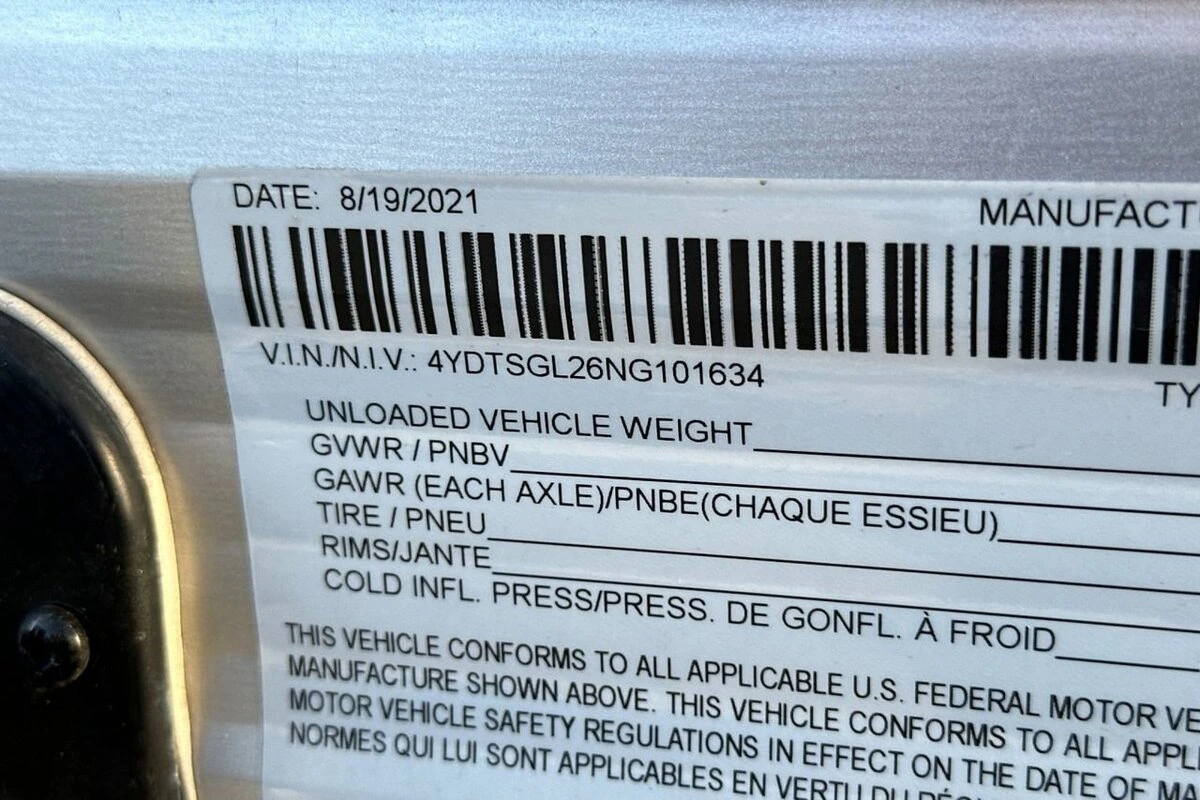 DATE: 8/19/2021
MANUFACT
V.I.N./N.I.V.: 4YDTSGL26NG101634
TY
UNLOADED VEHICLE WEIGHT
GVWR / PNBV
GAWR (EACH AXLE)/PNBE(CHAQUE ESSIEU)
TIRE / PNEU
RIMS/JANTE
COLD INFL. PRESS/PRESS. DE GONFL. À FROID
THIS VEHICLE CONFORMS TO ALL APPLICABLE U.S. FEDERAL MOTOR VE
MANUFACTURE SHOWN ABOVE. THIS VEHICLE CONFORMS TO ALL APPL
MOTOR VEHICLE SAFETY REGULATIONS IN EFFECT ON THE DATE OF MA
NORMES QUI LUI SONT APPLICABLES EN VERTU DU